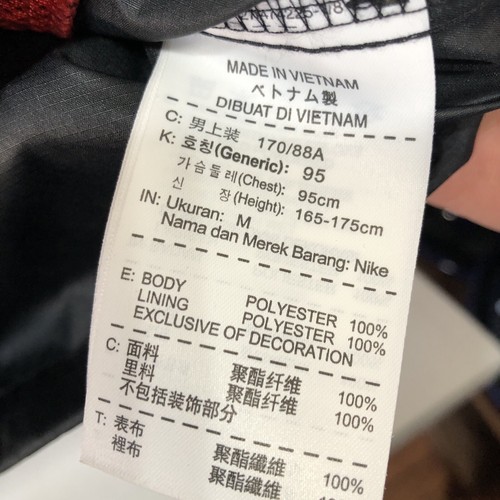 MADE IN VIETNAM
ベトナム製
DIBUAT DI VIETNAM
C: 男上装 170/88A
K: 호칭(Generic): 95
가슴둘레(Chest): 95cm
신 장(Height): 165-175cm
IN: Ukuran: M
Nama dan Merek Barang: Nike
E: BODY POLYESTER 100%
LINING POLYESTER 100%
EXCLUSIVE OF DECORATION
C: 面料 聚酯纤维 100%
里料 聚酯纤维 100%
不包括装饰部分
T: 表布 聚酯纖維 100%
裡布 聚酯纖維 100%